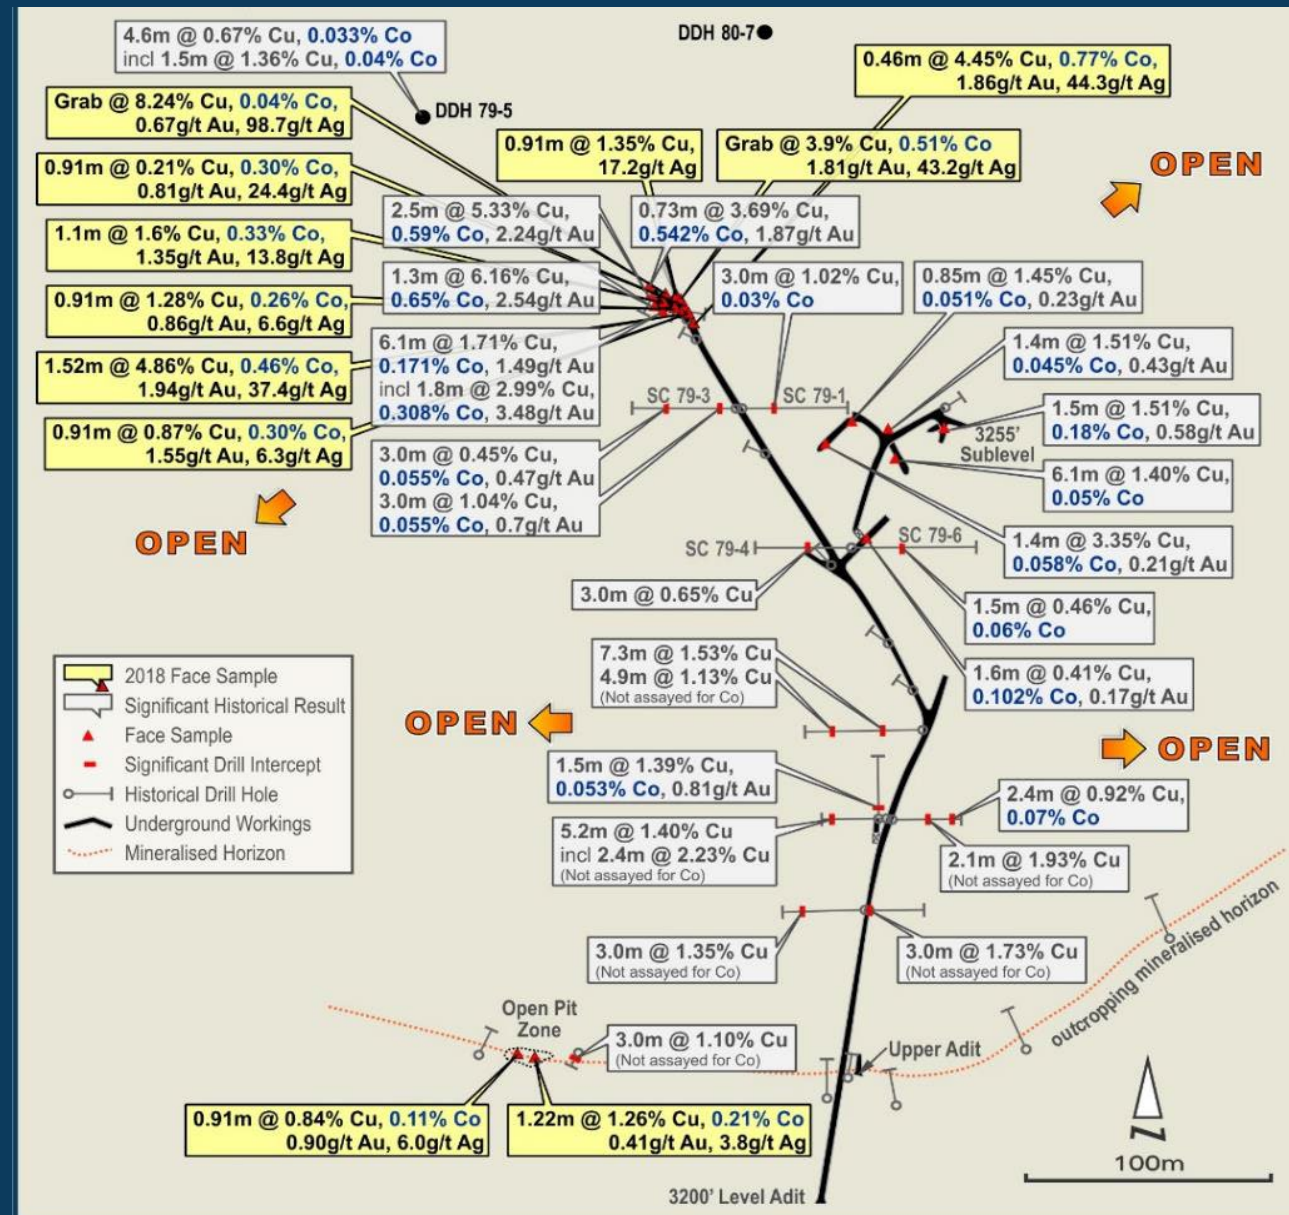 4.6m @ 0.67% Cu, 0.033% Co
incl 1.5m @ 1.36% Cu, 0.04% Co
DDH 79-5
DDH 80-7
0.46m @ 4.45% Cu, 0.77% Co,
1.86g/t Au, 44.3g/t Ag
Grab @ 8.24% Cu, 0.04% Co,
0.67g/t Au, 98.7g/t Ag
0.91m @ 1.35% Cu,
17.2g/t Ag
Grab @ 3.9% Cu, 0.51% Co
1.81g/t Au, 43.2g/t Ag
OPEN
0.91m @ 0.21% Cu, 0.30% Co,
0.81g/t Au, 24.4g/t Ag
2.5m @ 5.33% Cu,
0.59% Co, 2.24g/t Au
0.73m @ 3.69% Cu,
0.542% Co, 1.87g/t Au
1.1m @ 1.6% Cu, 0.33% Co,
1.35g/t Au, 13.8g/t Ag
1.3m @ 6.16% Cu,
0.65% Co, 2.54g/t Au
3.0m @ 1.02% Cu,
0.03% Co
0.85m @ 1.45% Cu,
0.051% Co, 0.23g/t Au
0.91m @ 1.28% Cu, 0.26% Co,
0.86g/t Au, 6.6g/t Ag
6.1m @ 1.71% Cu,
0.171% Co, 1.49g/t Au
incl 1.8m @ 2.99% Cu,
0.308% Co, 3.48g/t Au
1.4m @ 1.51% Cu,
0.045% Co, 0.43g/t Au
1.52m @ 4.86% Cu, 0.46% Co,
1.94g/t Au, 37.4g/t Ag
SC 79-3
SC 79-1
1.5m @ 1.51% Cu,
0.18% Co, 0.58g/t Au
3255'
Sublevel
0.91m @ 0.87% Cu, 0.30% Co,
1.55g/t Au, 6.3g/t Ag
3.0m @ 0.45% Cu,
0.055% Co, 0.47g/t Au
3.0m @ 1.04% Cu,
0.055% Co, 0.7g/t Au
6.1m @ 1.40% Cu,
0.05% Co
OPEN
SC 79-4
SC 79-6
1.4m @ 3.35% Cu,
0.058% Co, 0.21g/t Au
3.0m @ 0.65% Cu
1.5m @ 0.46% Cu,
0.06% Co
7.3m @ 1.53% Cu
4.9m @ 1.13% Cu
(Not assayed for Co)
1.6m @ 0.41% Cu,
0.102% Co, 0.17g/t Au
2018 Face Sample
Significant Historical Result
Face Sample
Significant Drill Intercept
Historical Drill Hole
Underground Workings
Mineralised Horizon
OPEN
OPEN
1.5m @ 1.39% Cu,
0.053% Co, 0.81g/t Au
2.4m @ 0.92% Cu,
0.07% Co
5.2m @ 1.40% Cu
incl 2.4m @ 2.23% Cu
(Not assayed for Co)
2.1m @ 1.93% Cu
(Not assayed for Co)
3.0m @ 1.35% Cu
(Not assayed for Co)
3.0m @ 1.73% Cu
(Not assayed for Co)
outcropping mineralised horizon
Open Pit
Zone
3.0m @ 1.10% Cu
(Not assayed for Co)
Upper Adit
0.91m @ 0.84% Cu, 0.11% Co
0.90g/t Au, 6.0g/t Ag
1.22m @ 1.26% Cu, 0.21% Co
0.41g/t Au, 3.8g/t Ag
N
100m
3200' Level Adit